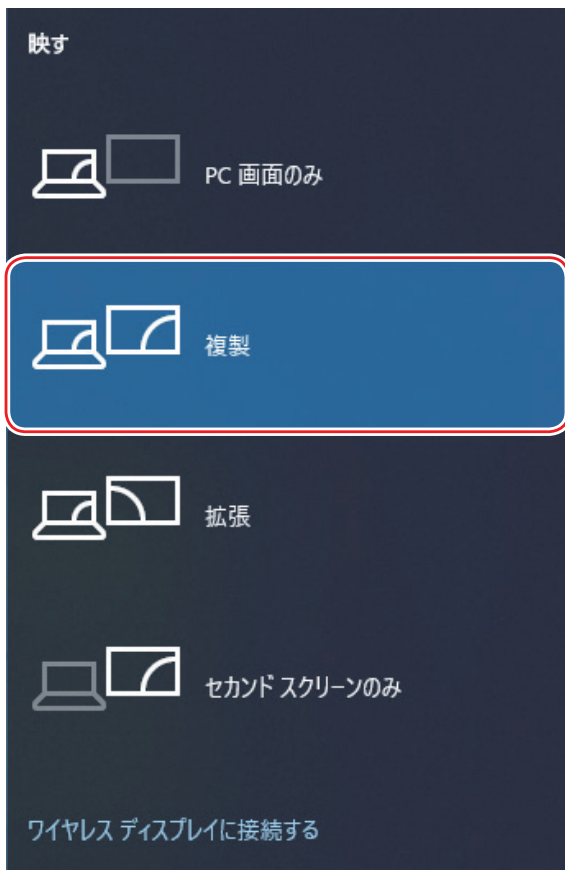 映す
PC 画面のみ
複製
拡張
セカンド スクリーンのみ
ワイヤレス ディスプレイに接続する